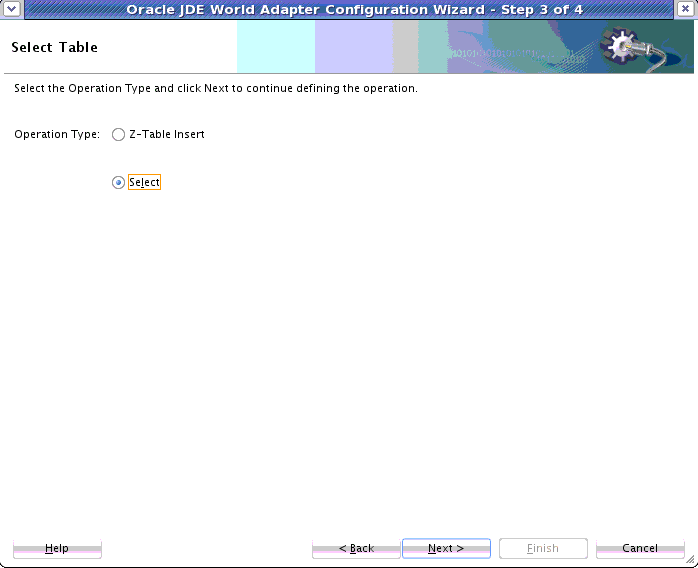 Oracle JDE World Adapter Configuration Wizard - Step 3 of 4
Select Table
Select the Operation Type and click Next to continue defining the operation.
Operation Type: Z-Table Insert
Select
Help < Back Next > Finish Cancel